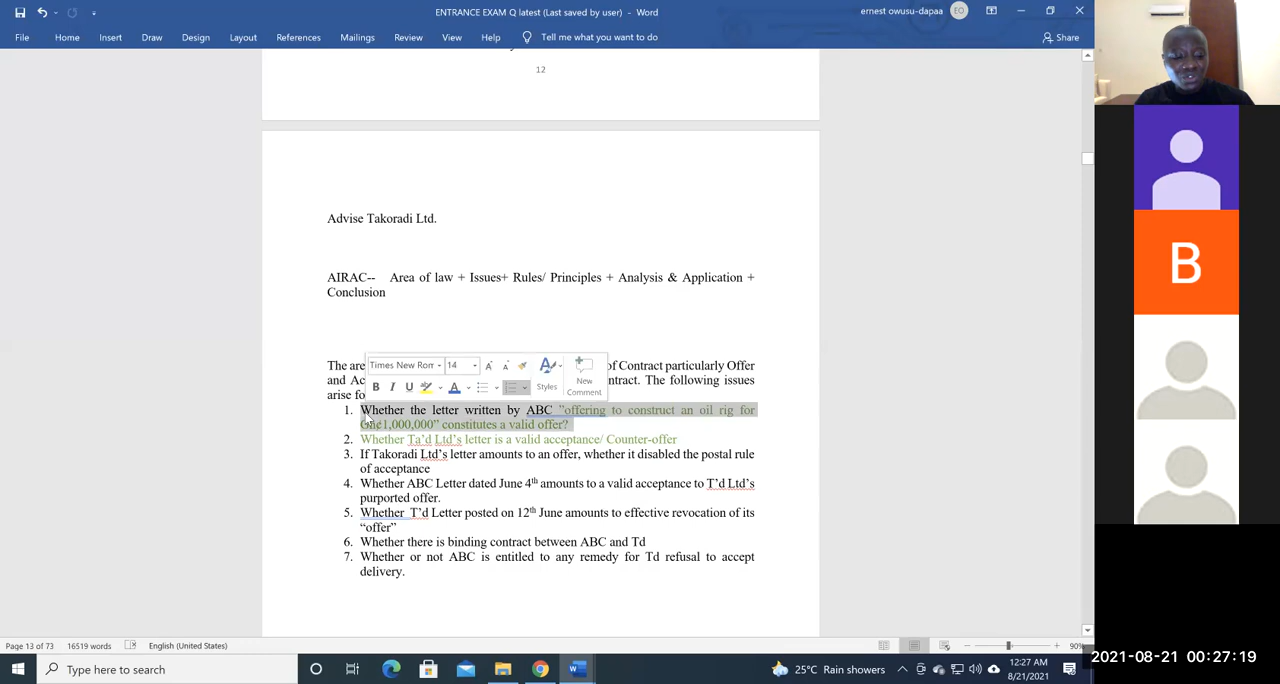 ENTRANCE EXAM Q latest (Last saved by user) - Word
ernest owusu-dapaa
EO
File Home Insert Draw Design Layout References Mailings Review View Help Tell me what you want to do
Share
12
Advise Takoradi Ltd.
AIRAC-- Area of law + Issues+ Rules/ Principles + Analysis & Application +
Conclusion
The are
of Contract particularly Offer
Times New Ron 14
and Ac
ntract. The following issues
Styles
New
Comment
arise fo
1. Whether the letter written by ABC ”offering to construct an oil rig for
1,000,000” constitutes a valid offer?
2. Whether Ta’d Ltd’s letter is a valid acceptance/ Counter-offer
3. If Takoradi Ltd’s letter amounts to an offer, whether it disabled the postal rule
of acceptance
4. Whether ABC Letter dated June 4th amounts to a valid acceptance to T’d Ltd’s
purported offer.
5. Whether T’d Letter posted on 12th June amounts to effective revocation of its
“offer”
6. Whether there is binding contract between ABC and Td
7. Whether or not ABC is entitled to any remedy for Td refusal to accept
delivery.
B
Page 13 of 73 16519 words English (United States)
90%
Type here to search
25°C Rain showers
12:27 AM
8/21/2021
2021-08-21 00:27:19